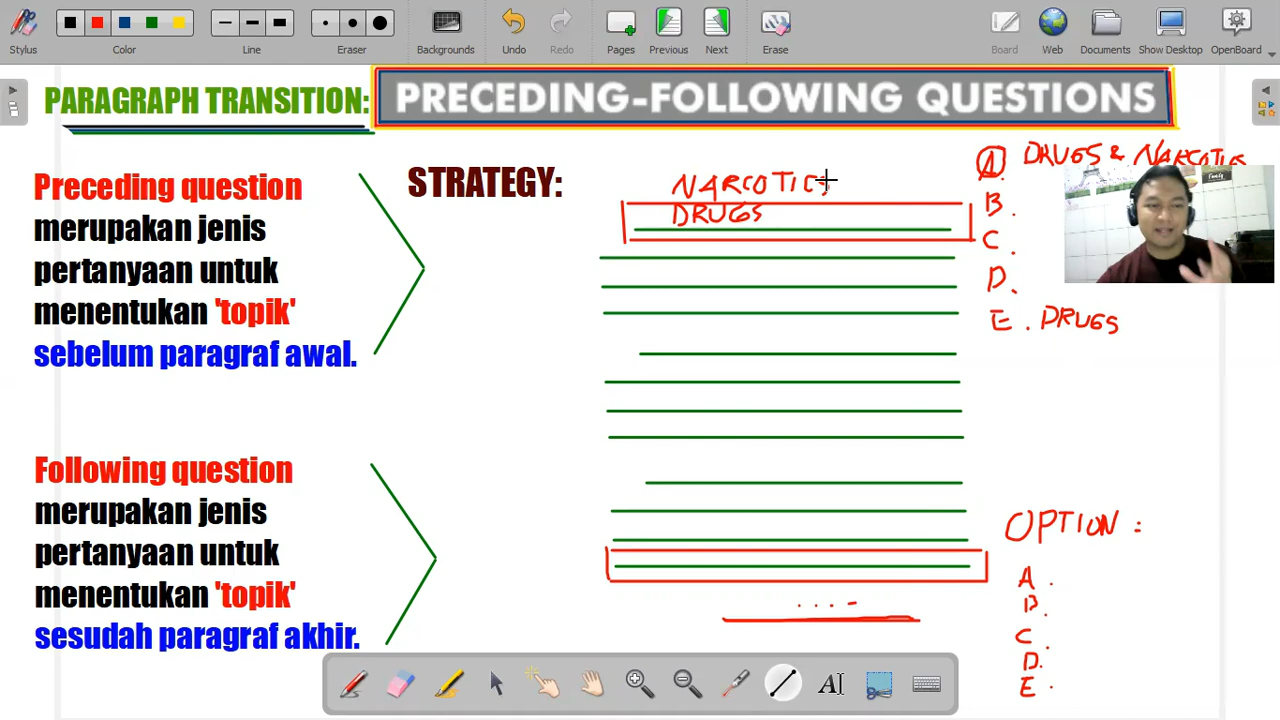 Stylus
Color
Line
Eraser
Backgrounds
Undo
Redo
Pages
Previous
Next
Erase
Board
Web
Documents
Show Desktop
OpenBoard
PARAGRAPH TRANSITION:
PRECEDING-FOLLOWING QUESTIONS
Preceding question
merupakan jenis
pertanyaan untuk
menentukan 'topik'
sebelum paragraf awal.
Following question
merupakan jenis
pertanyaan untuk
menentukan 'topik'
sesudah paragraf akhir.
STRATEGY:
NARCOTICS
DRUGS
A. DRUGS & NARCOTICS
B.
C.
D.
E. DRUGS
....
OPTION :
A.
B.
C.
D.
E.
AI